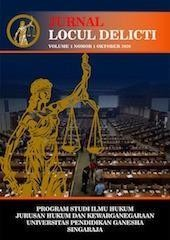 JURNAL
LOCUL DELICTI
VOLUME 1 NOMOR 1 OKTOBER 2020
PROGRAM STUDI ILMU HUKUM
JURUSAN HUKUM DAN KEWARGANEGARAAN
UNIVERSITAS PENDIDIKAN GANESHA
SINGARAJA